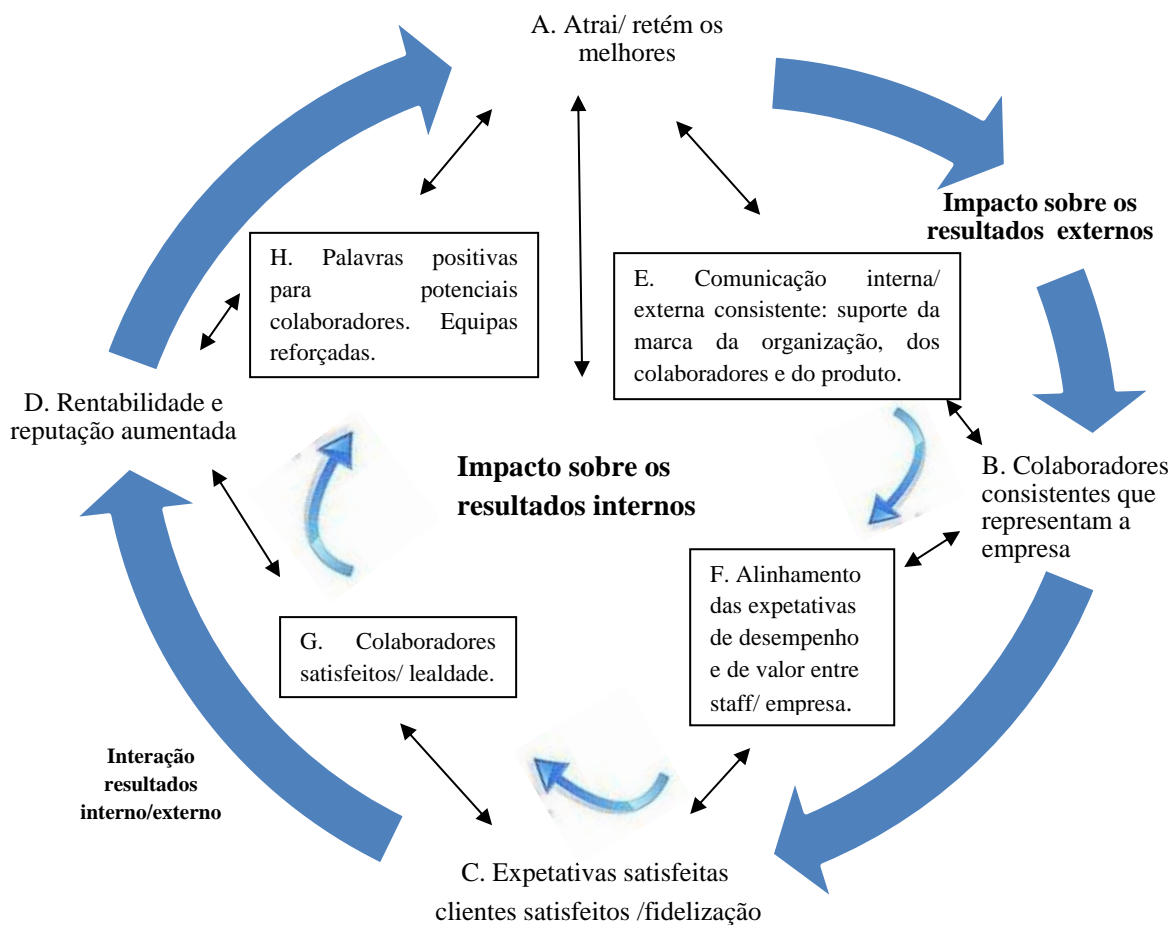 A. Atrai/ retém os
melhores
Impacto sobre os
resultados externos
H. Palavras positivas
para potenciais
colaboradores. Equipas
reforçadas.
E. Comunicação interna/
externa consistente: suporte da
marca da organização, dos
colaboradores e do produto.
D. Rentabilidade e
reputação aumentada
Impacto sobre os
resultados internos
B. Colaboradores
consistentes que
representam a
empresa
F. Alinhamento
das expetativas
de desempenho
e de valor entre
staff/ empresa.
G. Colaboradores
satisfeitos/ lealdade.
Interação
resultados
interno/externo
C. Expetativas satisfeitas
clientes satisfeitos /fidelização